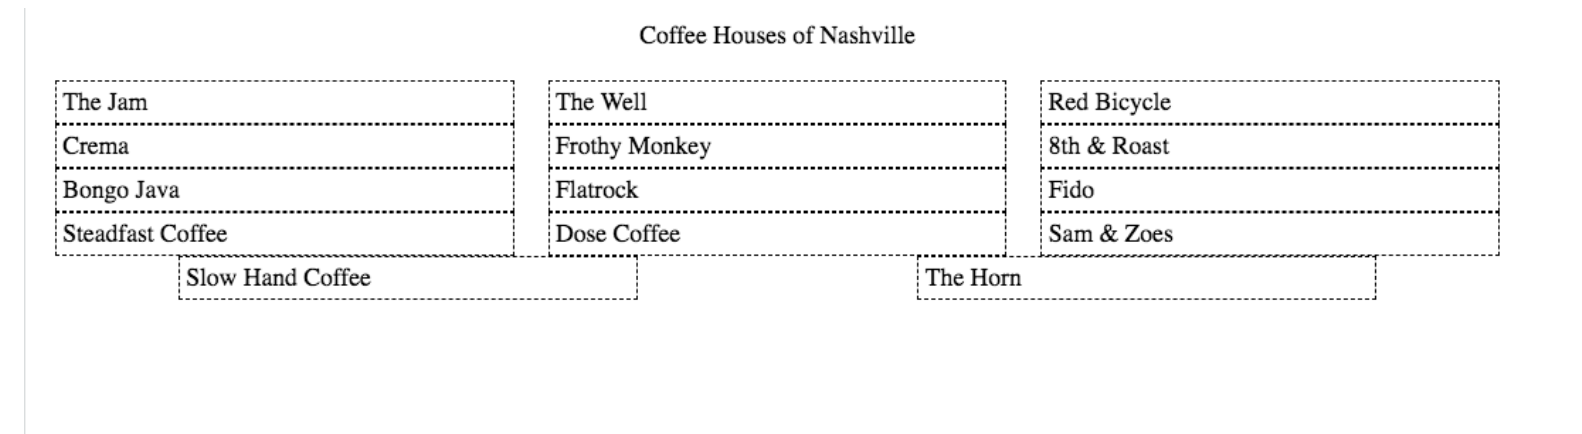 Coffee Houses of Nashville
The Jam The Well Red Bicycle
Crema Frothy Monkey 8th & Roast
Bongo Java Flatrock Fido
Steadfast Coffee Dose Coffee Sam & Zoes
Slow Hand Coffee The Horn